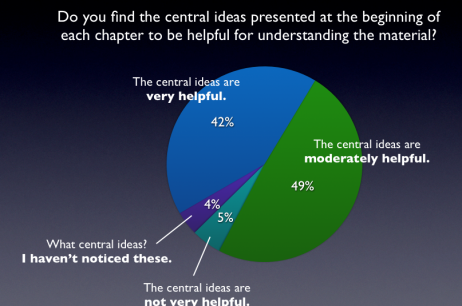 Do you find the central ideas presented at the beginning of
each chapter to be helpful for understanding the material?
The central ideas are
very helpful.
42%
The central ideas are
moderately helpful.
49%
4%
5%
What central ideas?
I haven't noticed these.
The central ideas are
not very helpful.